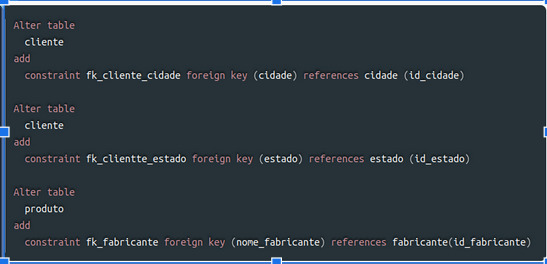 Alter table
cliente
add
constraint fk_cliente_cidade foreign key (cidade) references cidade (id_cidade)
Alter table
cliente
add
constraint fk_clientte_estado foreign key (estado) references estado (id_estado)
Alter table
produto
add
constraint fk_fabricante foreign key (nome_fabricante) references fabricante(id_fabricante)